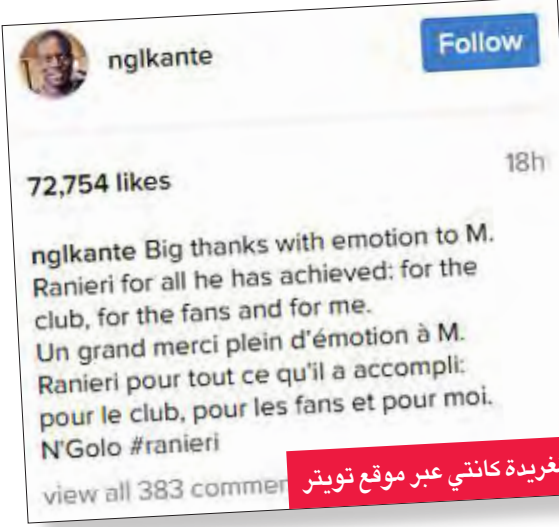 nglkante
Follow
72,754 likes
18h
nglkante Big thanks with emotion to M.
Ranieri for all he has achieved: for the
club, for the fans and for me.
Un grand merci plein d'émotion à M.
Ranieri pour tout ce qu'il a accompli:
pour le club, pour les fans et pour moi.
N'Golo #ranieri
view all 383
كانتي عبر موقع تويتر